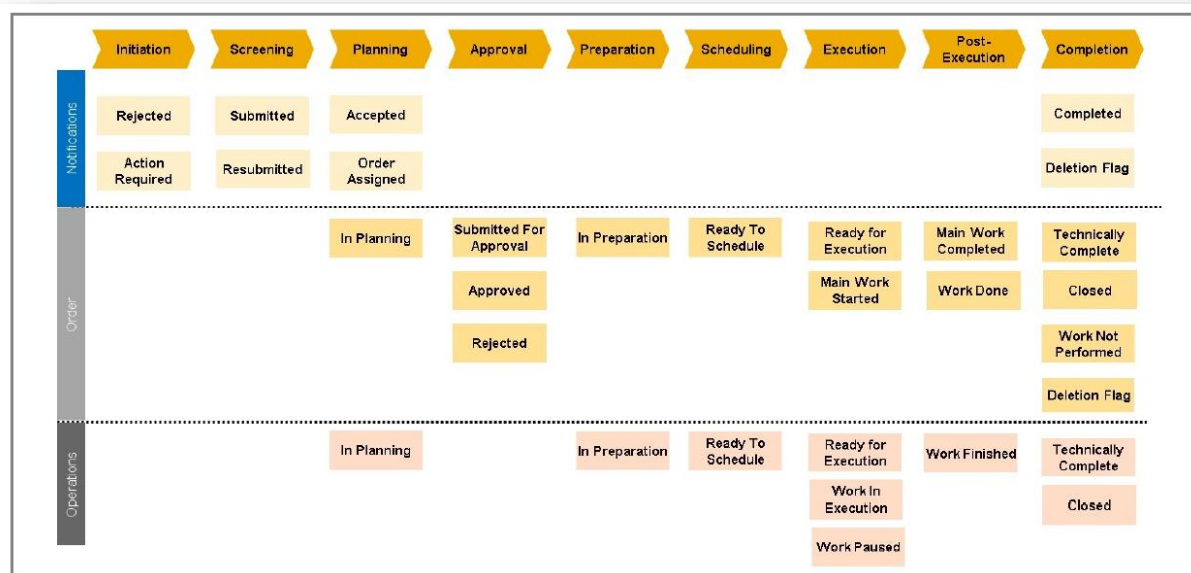 Initiation
Screening
Planning
Approval
Preparation
Scheduling
Execution
Post-
Execution
Completion
Notifications
Rejected
Submitted
Accepted
Completed
Action
Required
Resubmitted
Order
Assigned
Deletion Flag
Order
In Planning
Submitted For
Approval
In Preparation
Ready To
Schedule
Ready for
Execution
Main Work
Completed
Technically
Complete
Approved
Main Work
Started
Work Done
Closed
Rejected
Work Not
Performed
Deletion Flag
Operations
In Planning
In Preparation
Ready To
Schedule
Ready for
Execution
Work Finished
Technically
Complete
Work In
Execution
Closed
Work Paused